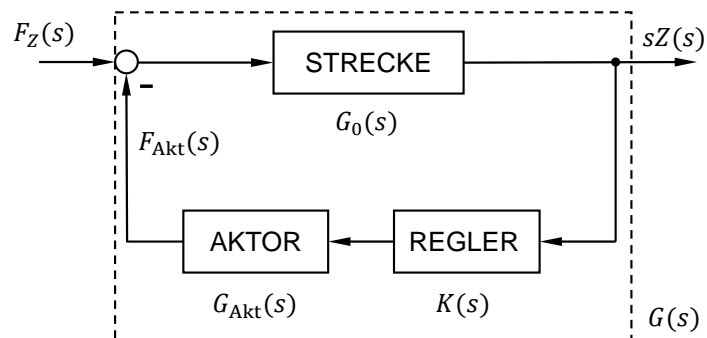 F_Z(s)
sZ(s)
STRECKE
G_0(s)
-
F_Akt(s)
AKTOR
REGLER
G_Akt(s)
K(s)
G(s)